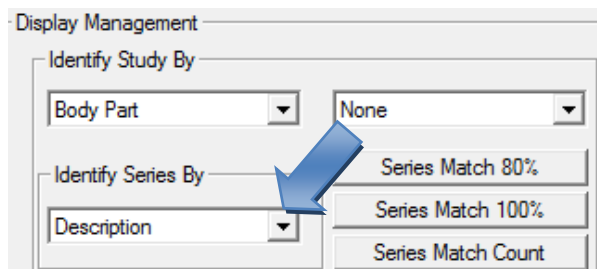 Display Management
Identify Study By
Body Part
None
Identify Series By
Series Match 80%
Description
Series Match 100%
Series Match Count